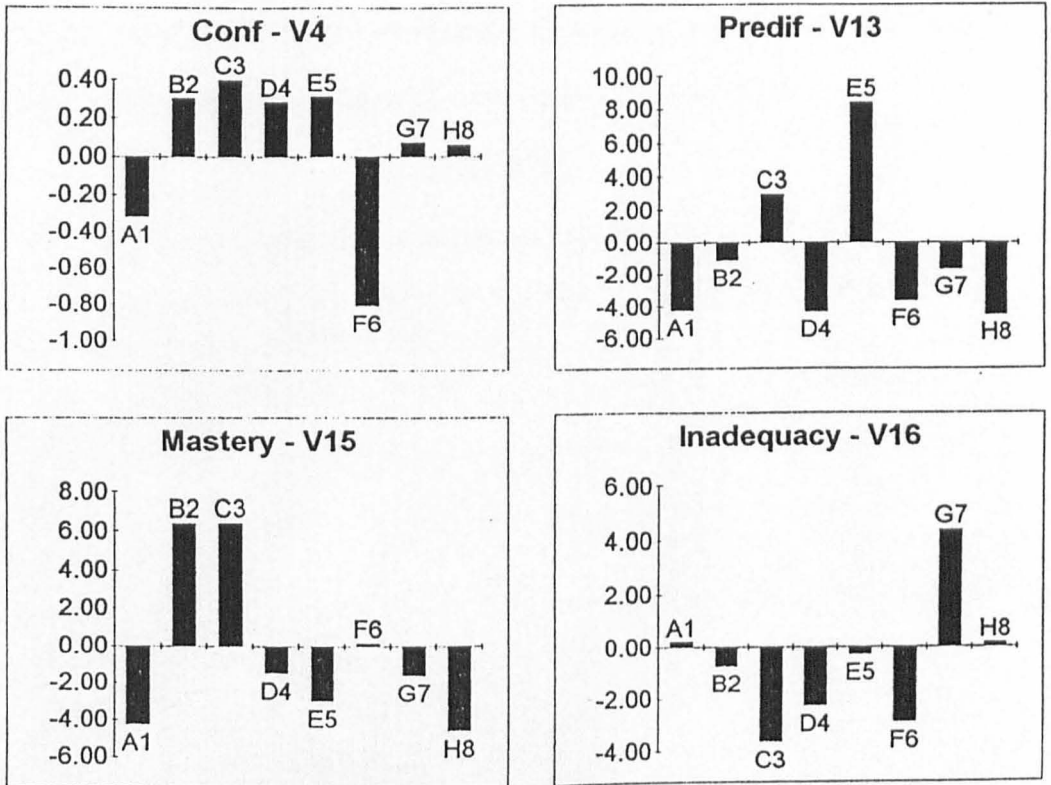 Conf - V4
0.40
0.20
0.00
-0.20
-0.40
-0.60
-0.80
-1.00
A1
B2
C3
D4
E5
F6
G7
H8
Predif - V13
10.00
8.00
6.00
4.00
2.00
0.00
-2.00
-4.00
-6.00
A1
B2
C3
D4
E5
F6
G7
H8
Mastery - V15
8.00
6.00
4.00
2.00
0.00
-2.00
-4.00
-6.00
A1
B2
C3
D4
E5
F6
G7
H8
Inadequacy - V16
6.00
4.00
2.00
0.00
-2.00
-4.00
A1
B2
C3
D4
E5
F6
G7
H8